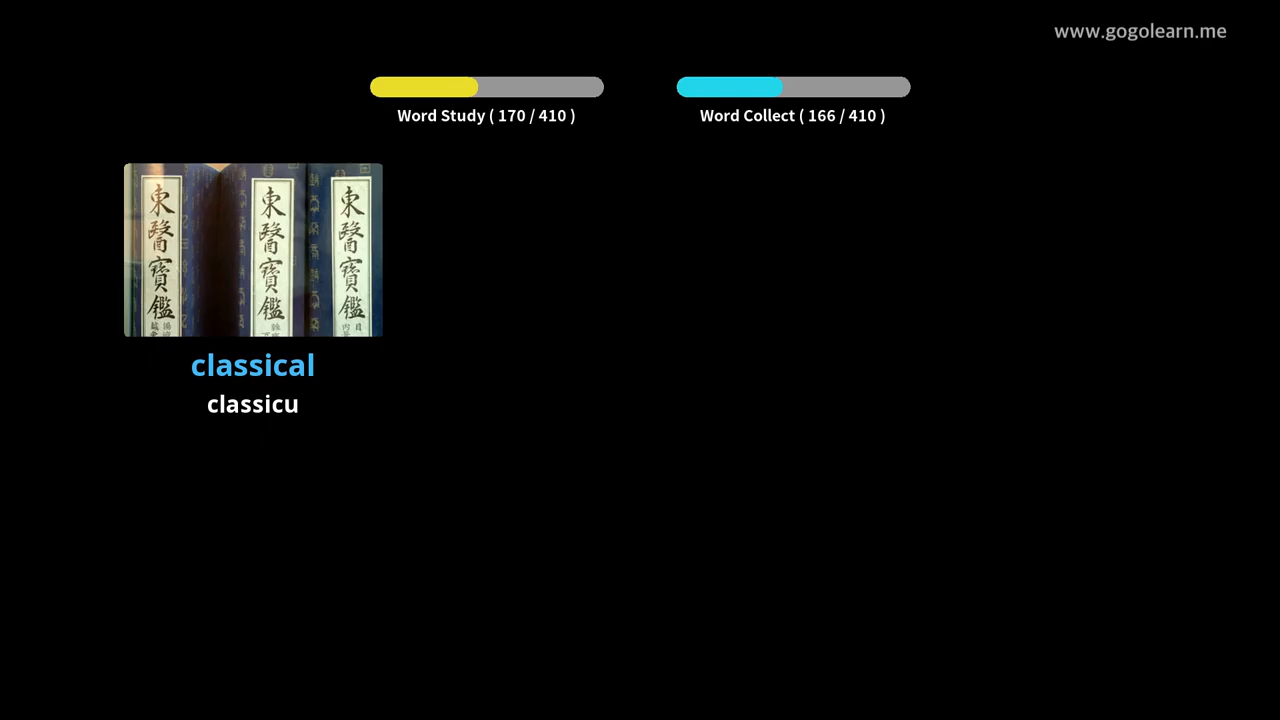 www.gogolearn.me
Word Study ( 170 / 410 )
Word Collect ( 166 / 410 )
東醫寶鑑
東醫寶鑑
東醫寶鑑
classical
classicu